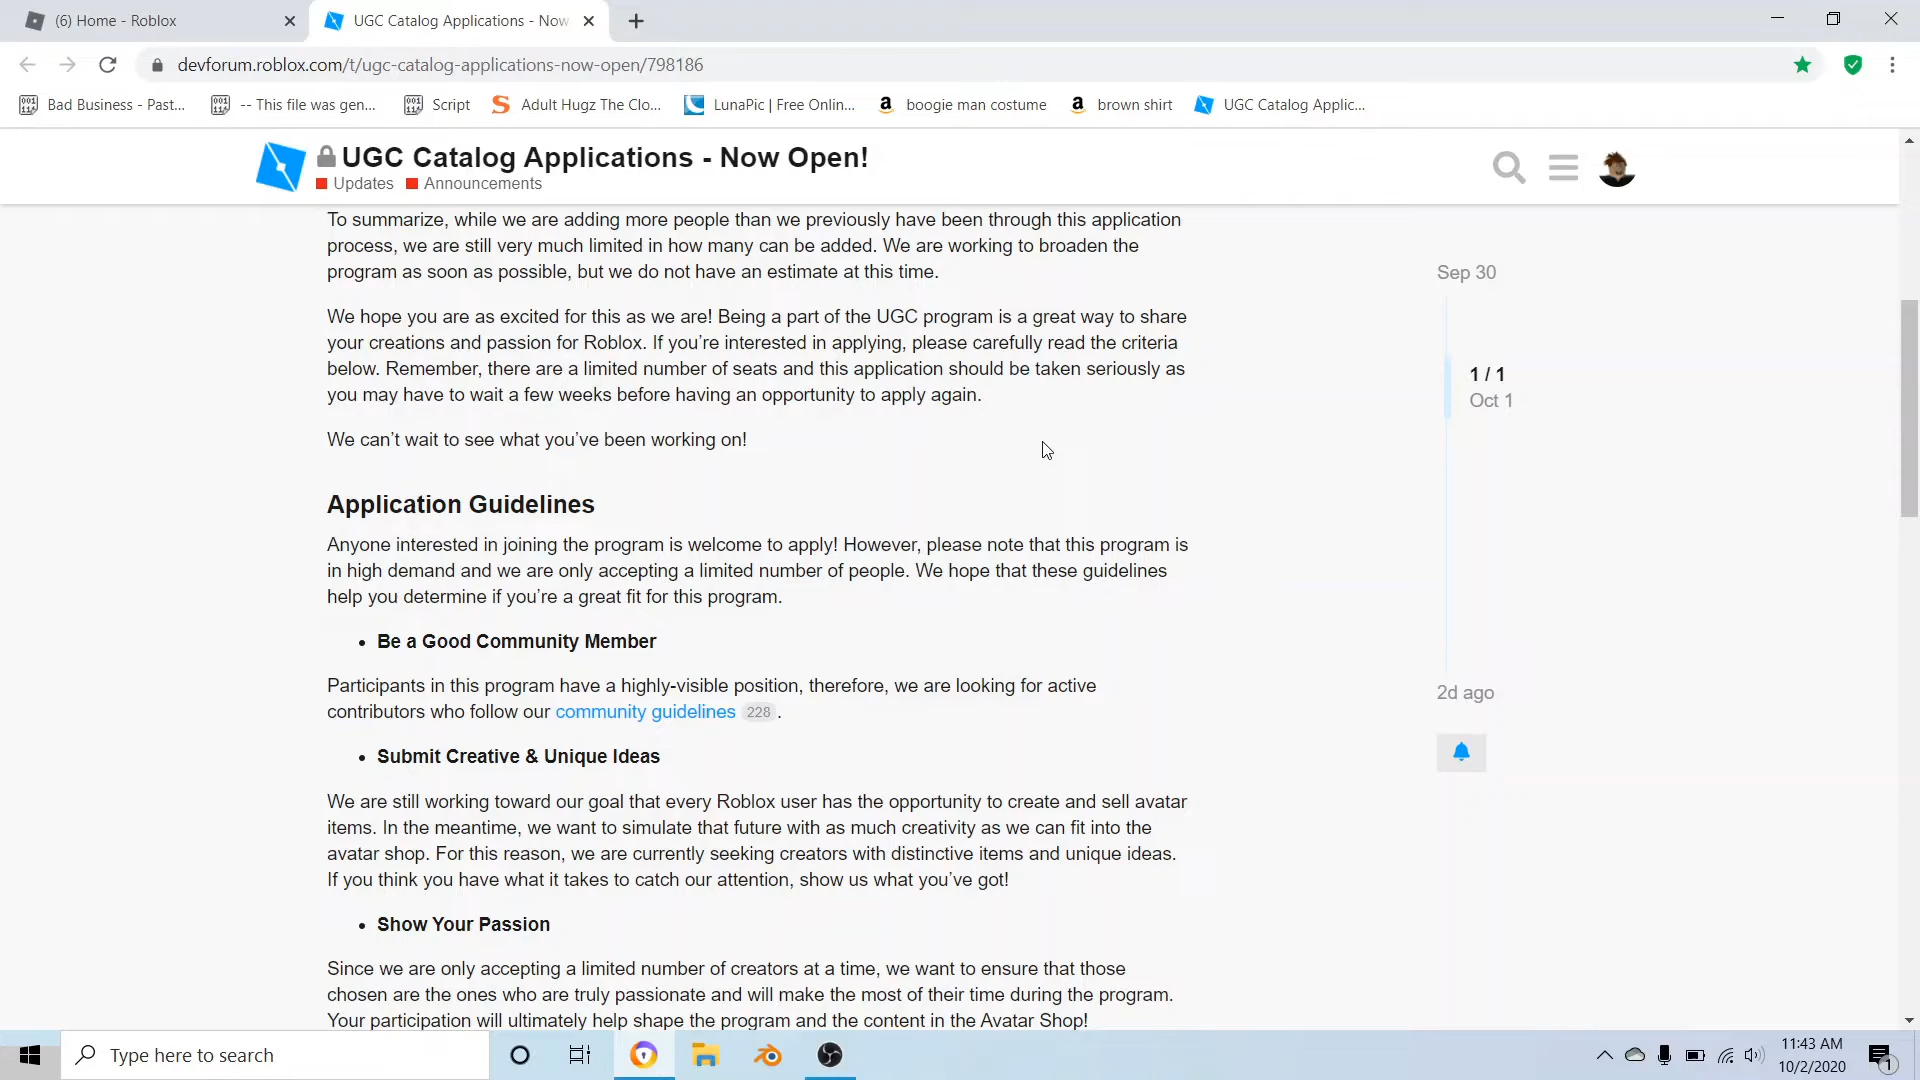 (6) Home - Roblox
UGC Catalog Applications - Now
devforum.roblox.com/t/ugc-catalog-applications-now-open/798186
Bad Business - Past...
-- This file was gen...
Script
Adult Hugz The Clo...
LunaPic | Free Onlin...
boogie man costume
brown shirt
UGC Catalog Applic...
UGC Catalog Applications - Now Open!
Updates Announcements
To summarize, while we are adding more people than we previously have been through this application
process, we are still very much limited in how many can be added. We are working to broaden the
program as soon as possible, but we do not have an estimate at this time.
We hope you are as excited for this as we are! Being a part of the UGC program is a great way to share
your creations and passion for Roblox. If you’re interested in applying, please carefully read the criteria
below. Remember, there are a limited number of seats and this application should be taken seriously as
you may have to wait a few weeks before having an opportunity to apply again.
We can’t wait to see what you’ve been working on!
Application Guidelines
Anyone interested in joining the program is welcome to apply! However, please note that this program is
in high demand and we are only accepting a limited number of people. We hope that these guidelines
help you determine if you’re a great fit for this program.
• Be a Good Community Member
Participants in this program have a highly-visible position, therefore, we are looking for active
contributors who follow our community guidelines 228 .
• Submit Creative & Unique Ideas
We are still working toward our goal that every Roblox user has the opportunity to create and sell avatar
items. In the meantime, we want to simulate that future with as much creativity as we can fit into the
avatar shop. For this reason, we are currently seeking creators with distinctive items and unique ideas.
If you think you have what it takes to catch our attention, show us what you’ve got!
• Show Your Passion
Since we are only accepting a limited number of creators at a time, we want to ensure that those
chosen are the ones who are truly passionate and will make the most of their time during the program.
Your participation will ultimately help shape the program and the content in the Avatar Shop!
Sep 30
1 / 1
Oct 1
2d ago
Type here to search
11:43 AM
10/2/2020
1